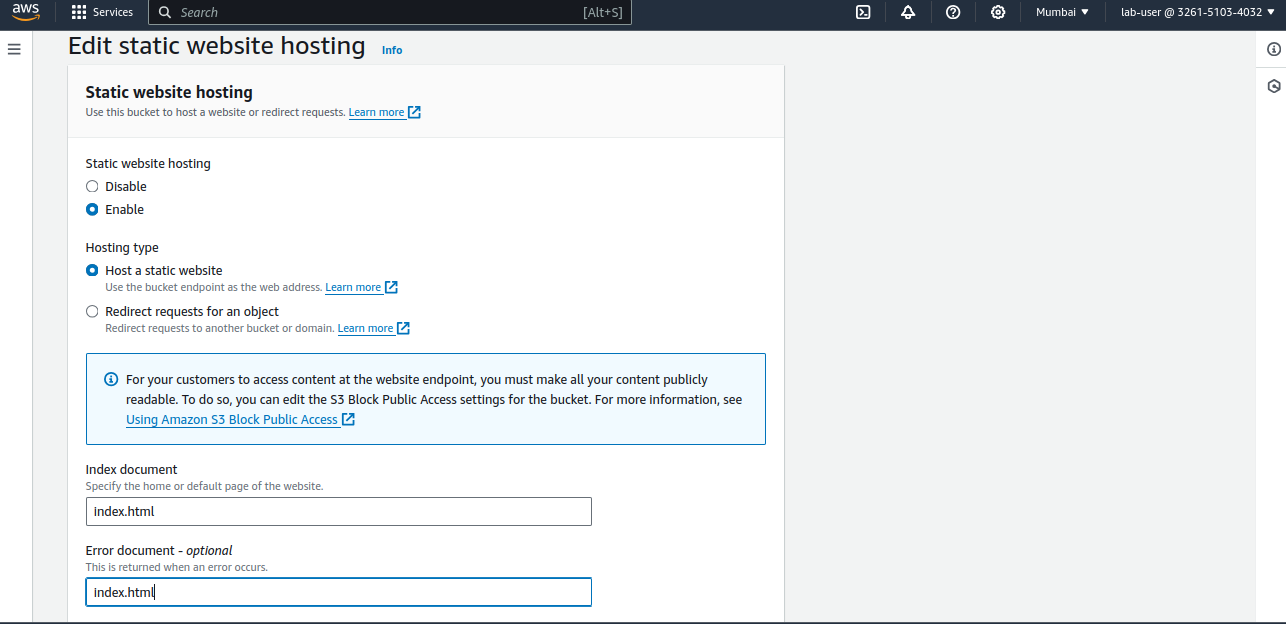 aws Services Search [Alt+S] Mumbai ▼ lab-user @ 3261-5103-4032 ▼
Edit static website hosting Info
Static website hosting
Use this bucket to host a website or redirect requests. Learn more
Static website hosting
Disable
Enable
Hosting type
Host a static website
Use the bucket endpoint as the web address. Learn more
Redirect requests for an object
Redirect requests to another bucket or domain. Learn more
For your customers to access content at the website endpoint, you must make all your content publicly
readable. To do so, you can edit the S3 Block Public Access settings for the bucket. For more information, see
Using Amazon S3 Block Public Access
Index document
Specify the home or default page of the website.
index.html
Error document - optional
This is returned when an error occurs.
index.html